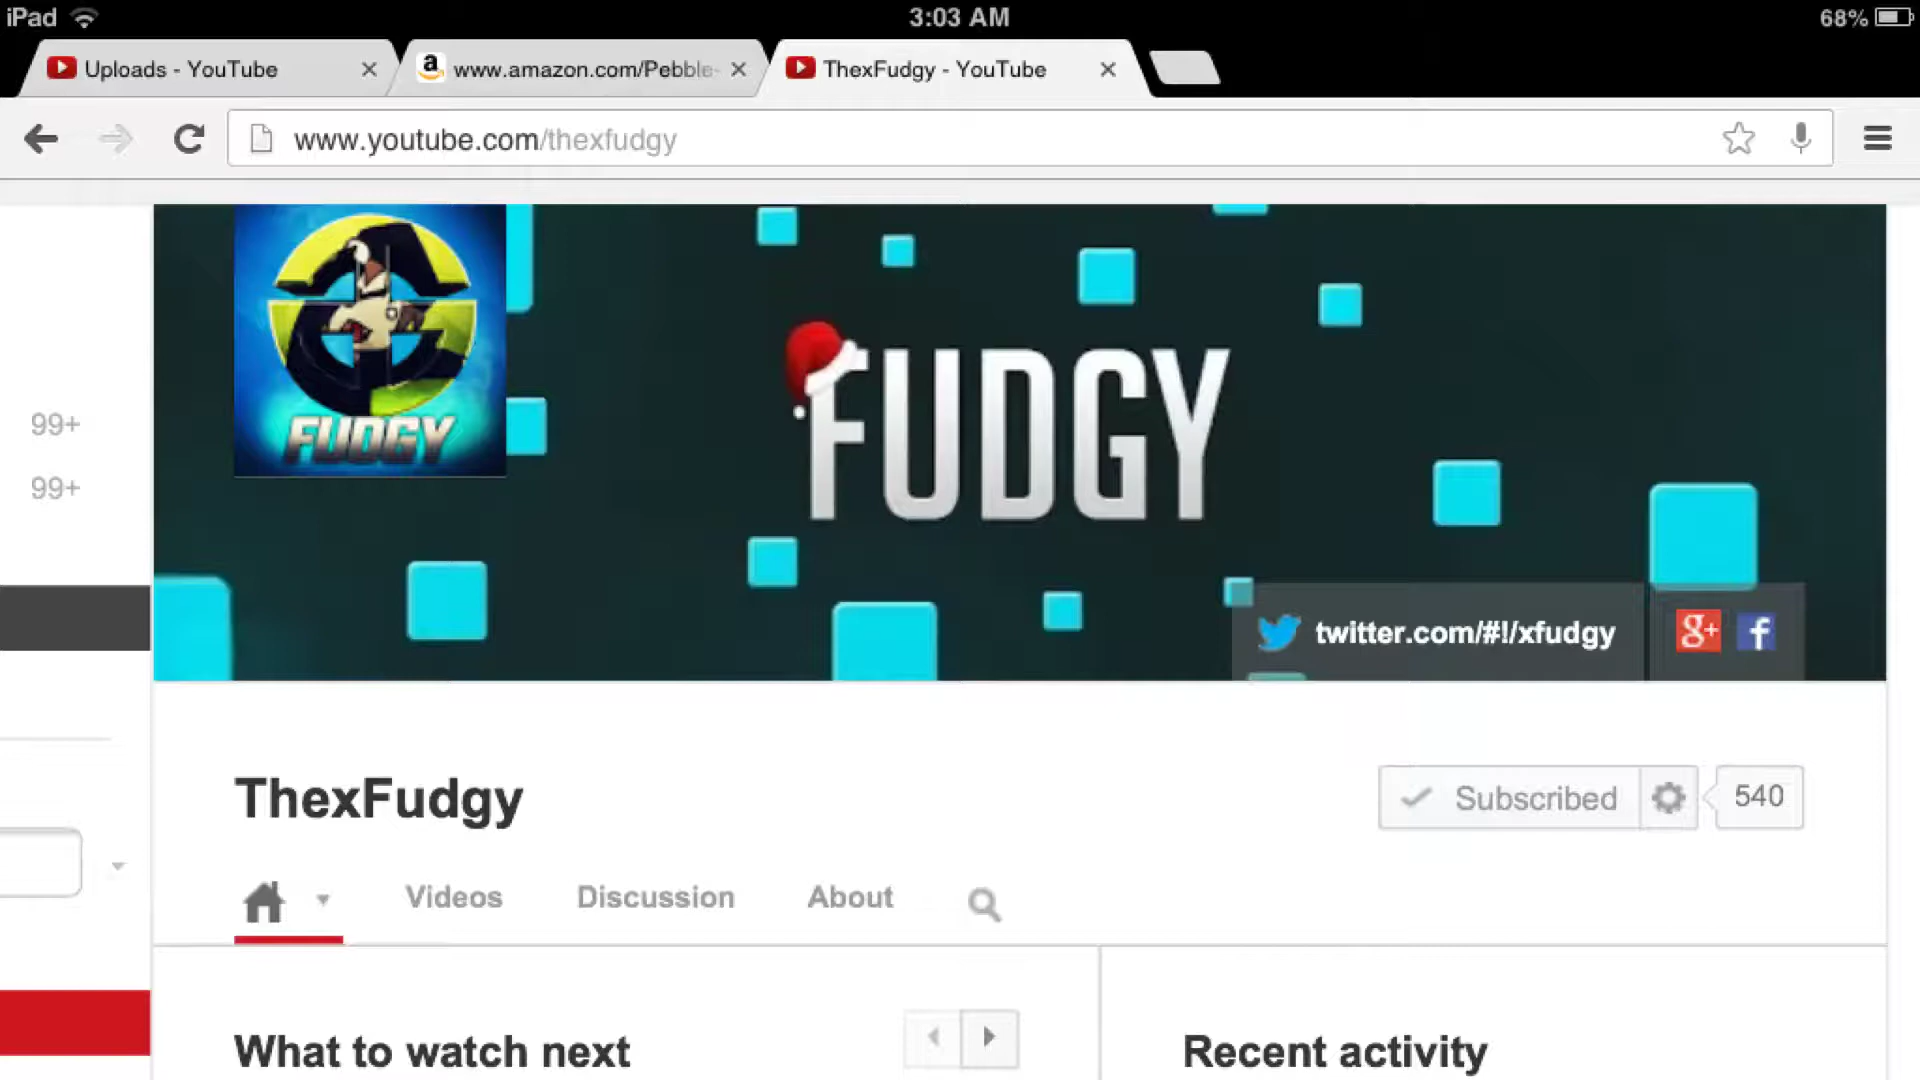 iPad
3:03 AM
68%
Uploads - YouTube
www.amazon.com/Pebble-
ThexFudgy - YouTube
www.youtube.com/thexfudgy
FUDGY
FUDGY
99+
99+
twitter.com/#!/xfudgy
g+ f
ThexFudgy
Subscribed
540
Videos
Discussion
About
What to watch next
Recent activity